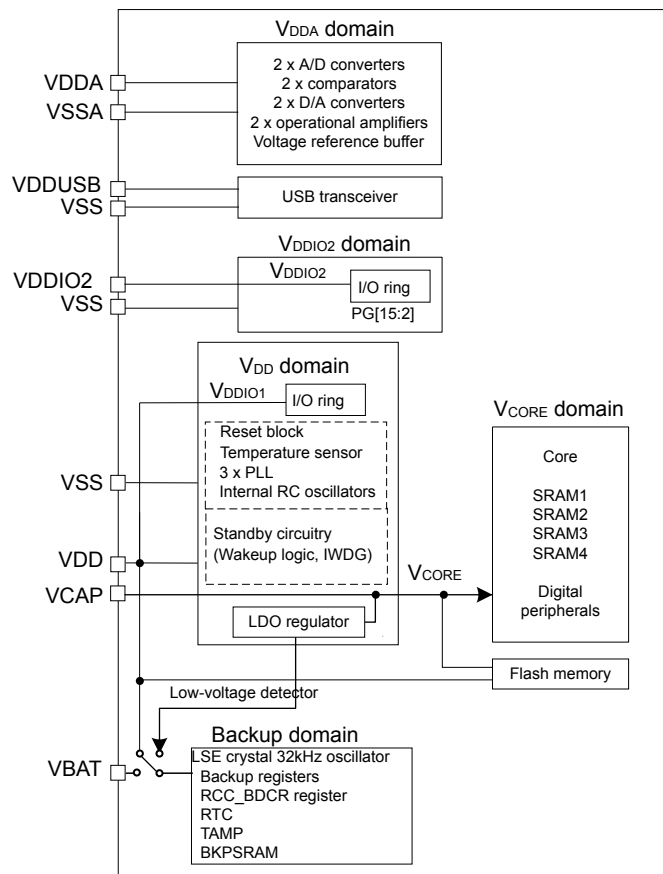 VDDA domain
VDDA
VSSA
2 x A/D converters
2 x comparators
2 x D/A converters
2 x operational amplifiers
Voltage reference buffer
VDDUSB
VSS
USB transceiver
VDDIO2 domain
VDDIO2
VSS
VDDIO2
I/O ring
PG[15:2]
VDD domain
VDDIO1
I/O ring
Reset block
Temperature sensor
3 x PLL
Internal RC oscillators
VSS
Standby circuitry
(Wakeup logic, IWDG)
VDD
VCAP
LDO regulator
VCORE
VCORE domain
Core
SRAM1
SRAM2
SRAM3
SRAM4
Digital
peripherals
Flash memory
Low-voltage detector
Backup domain
VBAT
LSE crystal 32kHz oscillator
Backup registers
RCC_BDCR register
RTC
TAMP
BKPSRAM